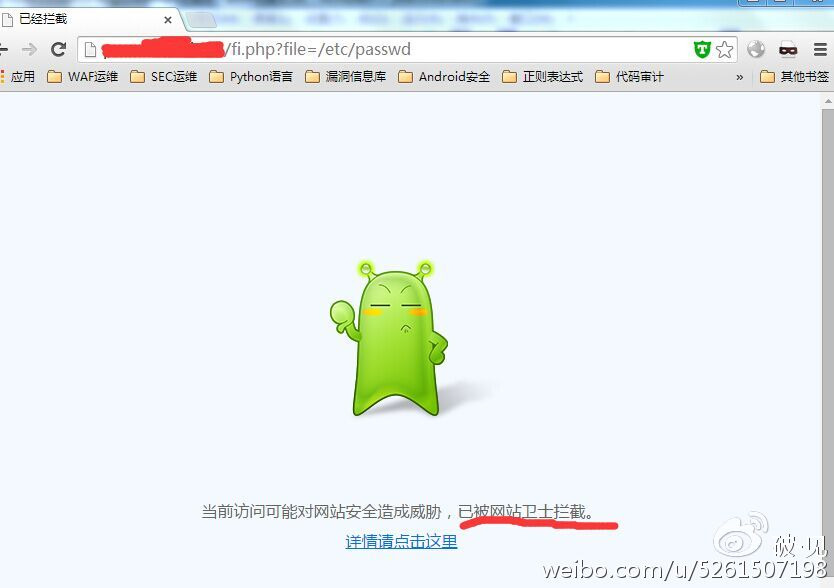 已经拦截
/fi.php?file=/etc/passwd
应用 WAF运维 SEC运维 Python语言 漏洞信息库 Android安全 正则表达式 代码审计 » 其他书签
当前访问可能对网站安全造成威胁，已被网站卫士拦截。
详情请点击这里
weibo.com/u/5261507198